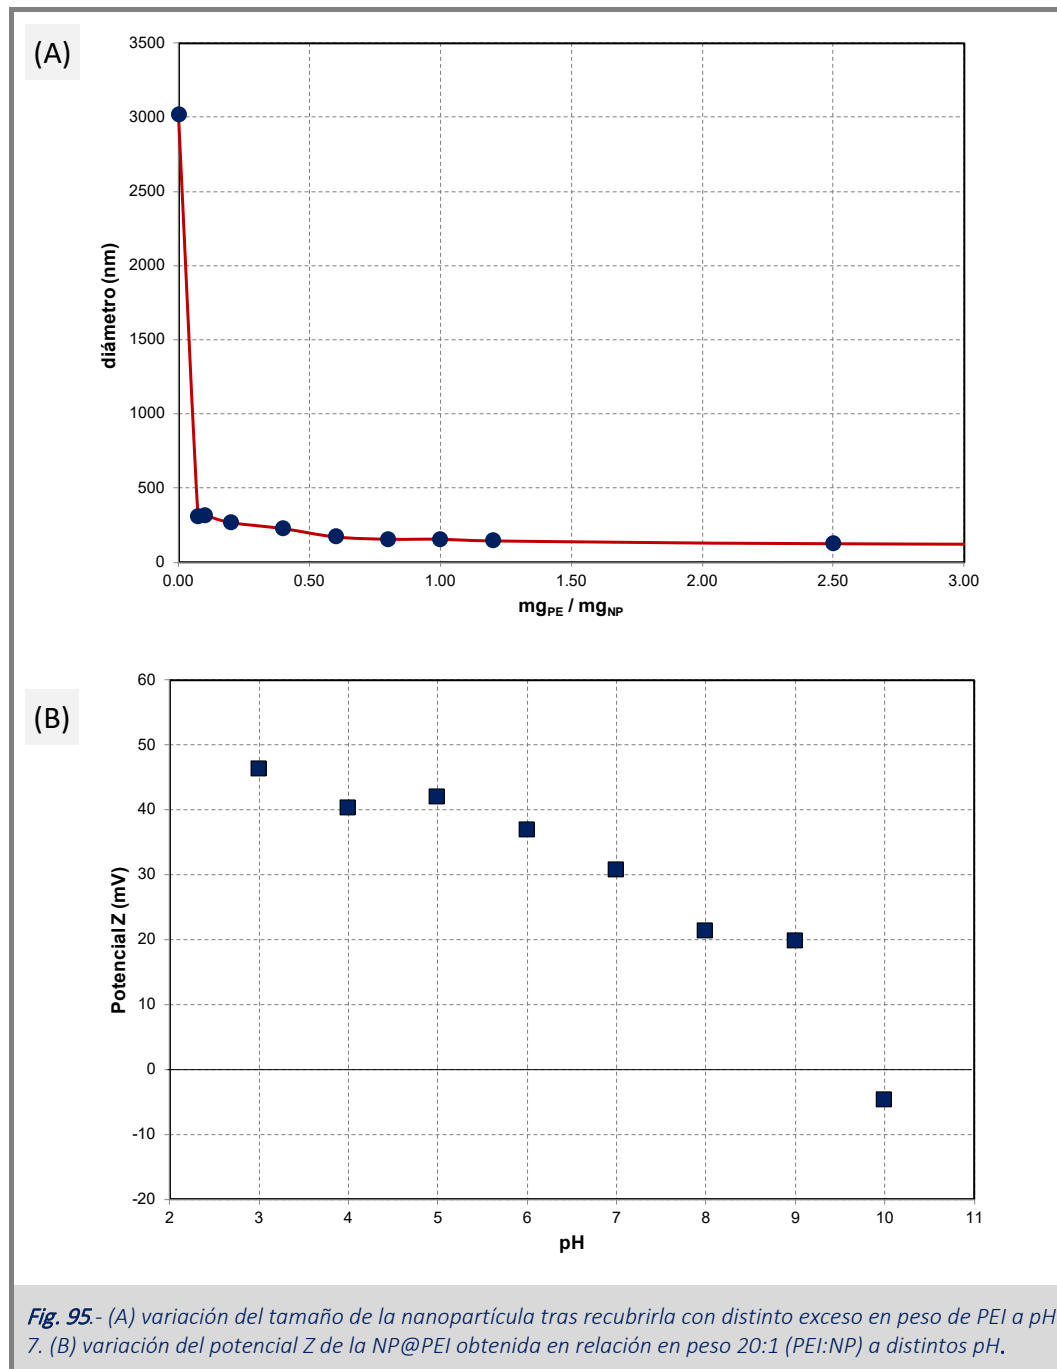 (A)
3500
3000
2500
2000
1500
1000
500
0
diámetro (nm)
0.00 0.50 1.00 1.50 2.00 2.50 3.00
mgPE / mgNP
(B)
60
50
40
30
20
10
0
-10
-20
Potencial Z (mV)
2 3 4 5 6 7 8 9 10 11
pH
Fig. 95.- (A) variación del tamaño de la nanopartícula tras recubrirla con distinto exceso en peso de PEI a pH
7. (B) variación del potencial Z de la NP@PEI obtenida en relación en peso 20:1 (PEI:NP) a distintos pH.